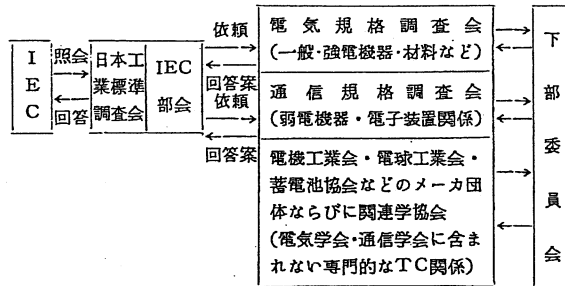 IEC
照会
回答
日本工
業標準
調査会
IEC
部会
依頼
回答案
依頼
回答案
電気規格調査会
(一般・強電機器・材料など)
通信規格調査会
(弱電機器・電子装置関係)
電機工業会・電球工業会・
蓄電池協会などのメーカ団
体ならびに関連学協会
(電気学会・通信学会に含ま
れない専門的なTC関係)
下部委員会